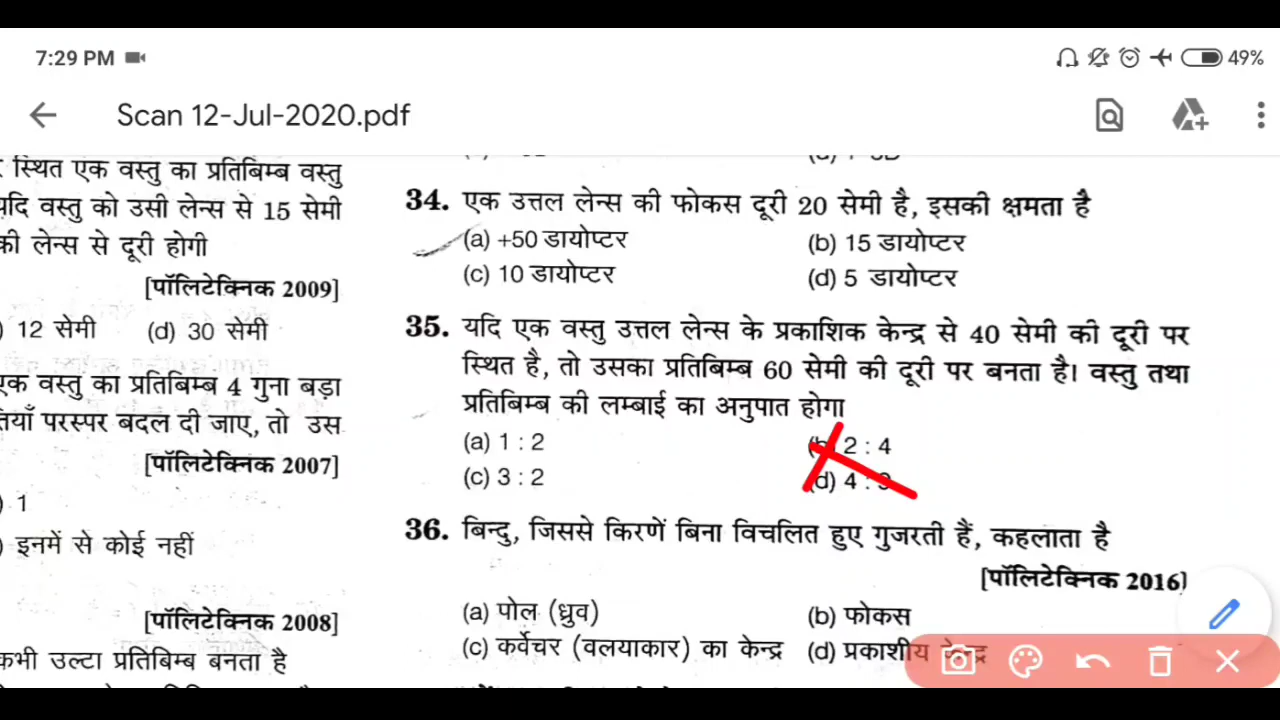 7:29 PM
49%
Scan 12-Jul-2020.pdf
स्थित एक वस्तु का प्रतिबिम्ब वस्तु
यदि वस्तु को उसी लेन्स से 15 सेमी
की लेन्स से दूरी होगी
[पॉलिटेक्निक 2009]
) 12 सेमी (d) 30 सेमी
एक वस्तु का प्रतिबिम्ब 4 गुना बड़ा
परस्पर बदल दी जाए, तो उस
[पॉलिटेक्निक 2007]
) 1
) इनमें से कोई नहीं
[पॉलिटेक्निक 2008]
कभी उल्टा प्रतिबिम्ब बनता है
34. एक उत्तल लेन्स की फोकस दूरी 20 सेमी है, इसकी क्षमता है
(a) +50 डायोप्टर (b) 15 डायोप्टर
(c) 10 डायोप्टर (d) 5 डायोप्टर
35. यदि एक वस्तु उत्तल लेन्स के प्रकाशिक केन्द्र से 40 सेमी की दूरी पर
स्थित है, तो उसका प्रतिबिम्ब 60 सेमी की दूरी पर बनता है। वस्तु तथा
प्रतिबिम्ब की लम्बाई का अनुपात होगा
(a) 1 : 2 (b) 2 : 4
(c) 3 : 2 (d) 4 : 3
36. बिन्दु, जिससे किरणें बिना विचलित हुए गुजरती हैं, कहलाता है
[पॉलिटेक्निक 2016]
(a) पोल (ध्रुव) (b) फोकस
(c) कर्वेचर (वलयाकार) का केन्द्र (d) प्रकाशीय केन्द्र